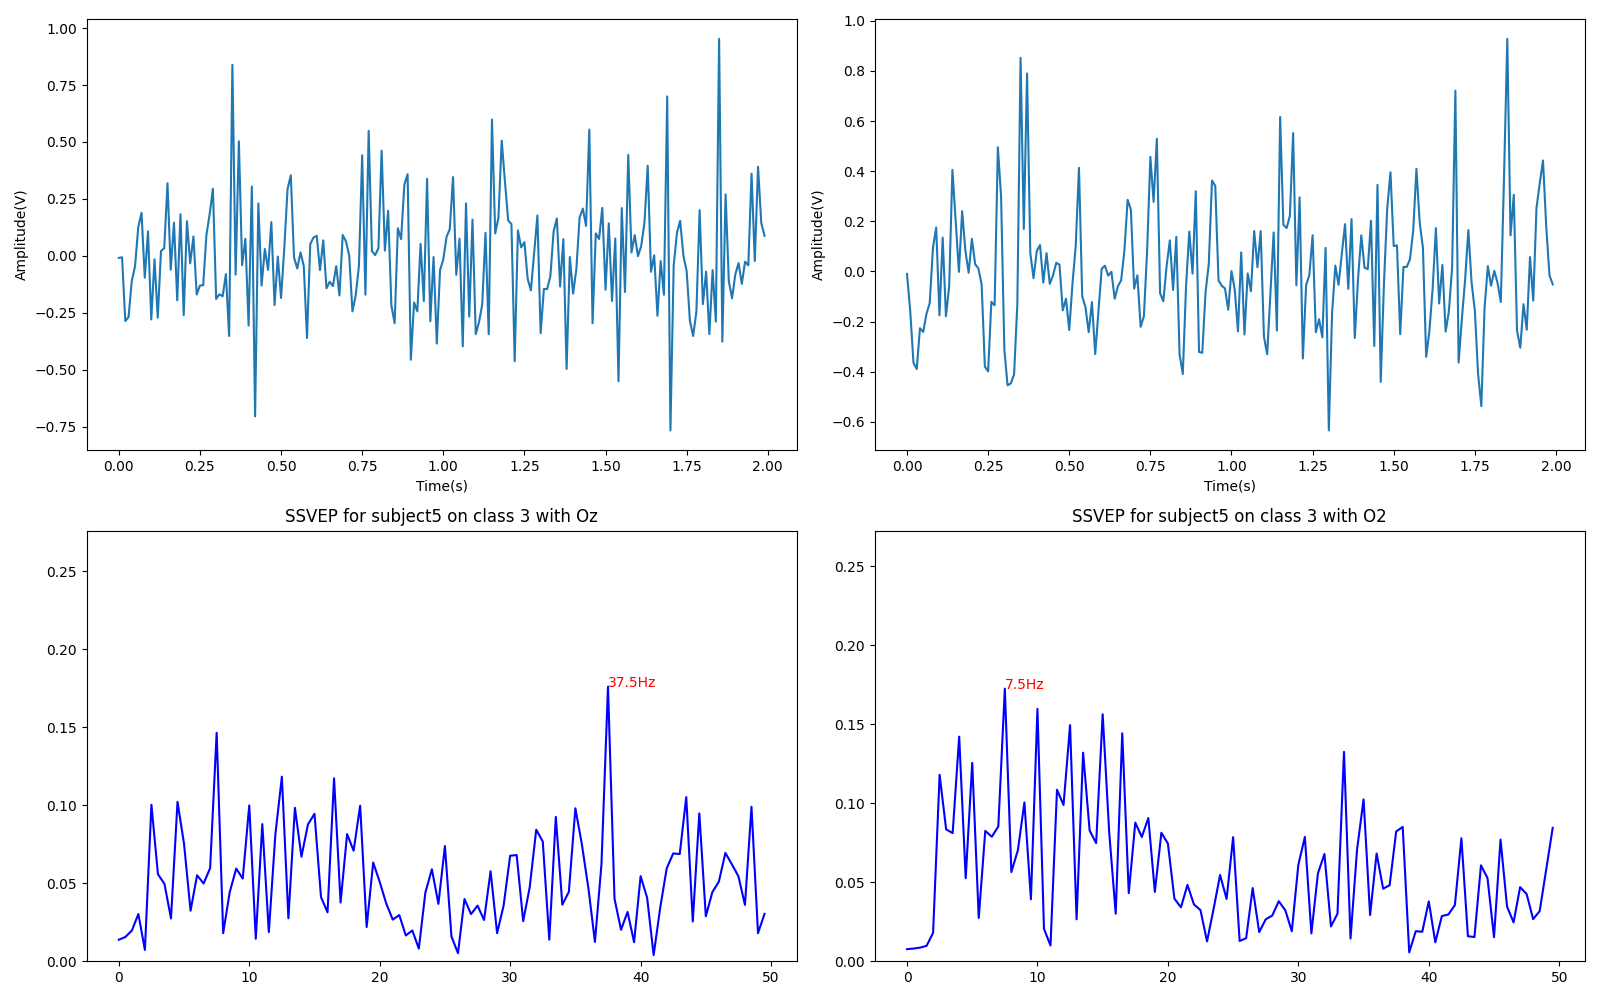 1.00
0.75
0.50
0.25
0.00
−0.25
−0.50
−0.75
Amplitude(V)
0.00 0.25 0.50 0.75 1.00 1.25 1.50 1.75 2.00
Time(s)
1.0
0.8
0.6
0.4
0.2
0.0
−0.2
−0.4
−0.6
Amplitude(V)
0.00 0.25 0.50 0.75 1.00 1.25 1.50 1.75 2.00
Time(s)
SSVEP for subject5 on class 3 with Oz
0.25
0.20
0.15
0.10
0.05
0.00
37.5Hz
0 10 20 30 40 50
SSVEP for subject5 on class 3 with O2
0.25
0.20
0.15
0.10
0.05
0.00
7.5Hz
0 10 20 30 40 50